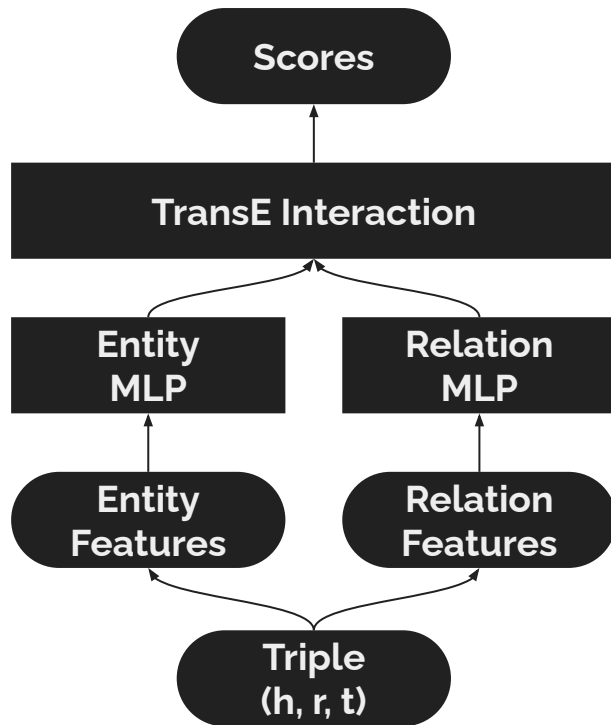 Scores
TransE Interaction
Entity
MLP
Relation
MLP
Entity
Features
Relation
Features
Triple
(h, r, t)